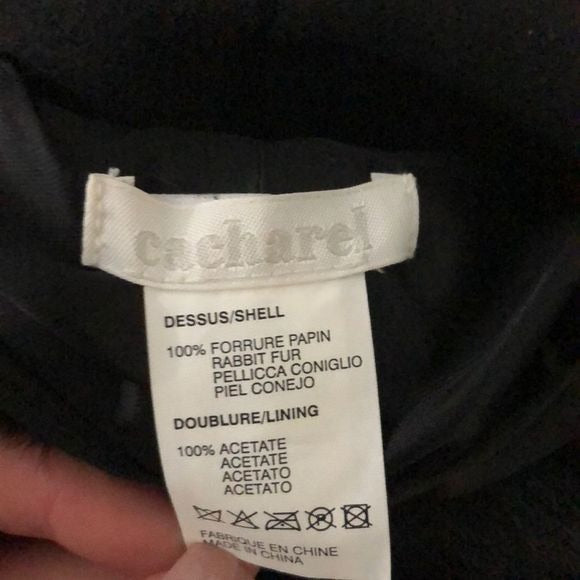 cacharel
DESSUS/SHELL
100% FORRURE PAPIN
RABBIT FUR
PELLICCA CONIGLIO
PIEL CONEJO
DOUBLURE/LINING
100% ACETATE
ACETATE
ACETATO
ACETATO
FABRIQUE EN CHINE
MADE IN CHINA